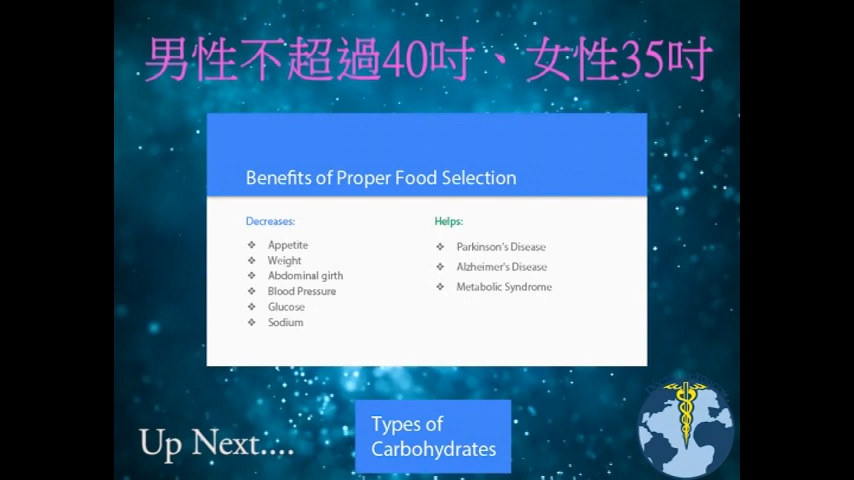 男性不超過40吋、女性35吋
Benefits of Proper Food Selection
Decreases:
❖ Appetite
❖ Weight
❖ Abdominal girth
❖ Blood Pressure
❖ Glucose
❖ Sodium
Helps:
❖ Parkinson's Disease
❖ Alzheimer's Disease
❖ Metabolic Syndrome
Up Next....
Types of
Carbohydrates